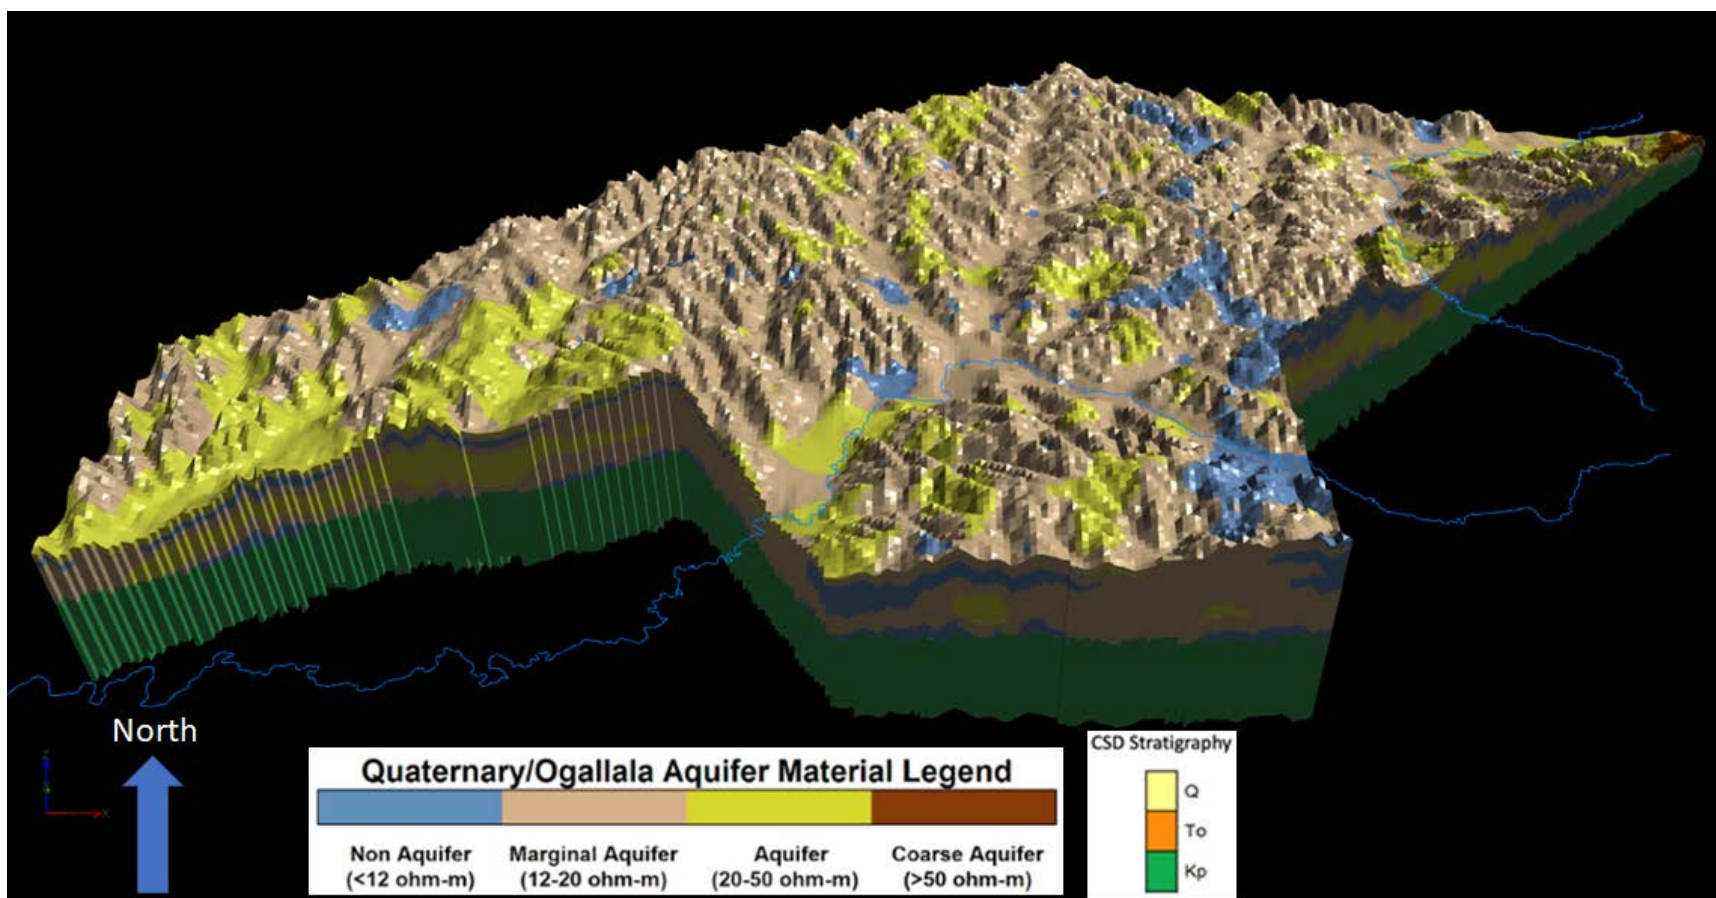 North
X
Quaternary/Ogallala Aquifer Material Legend
Non Aquifer
(<12 ohm-m)
Marginal Aquifer
(12-20 ohm-m)
Aquifer
(20-50 ohm-m)
Coarse Aquifer
(>50 ohm-m)
CSD Stratigraphy
Q
To
Kp